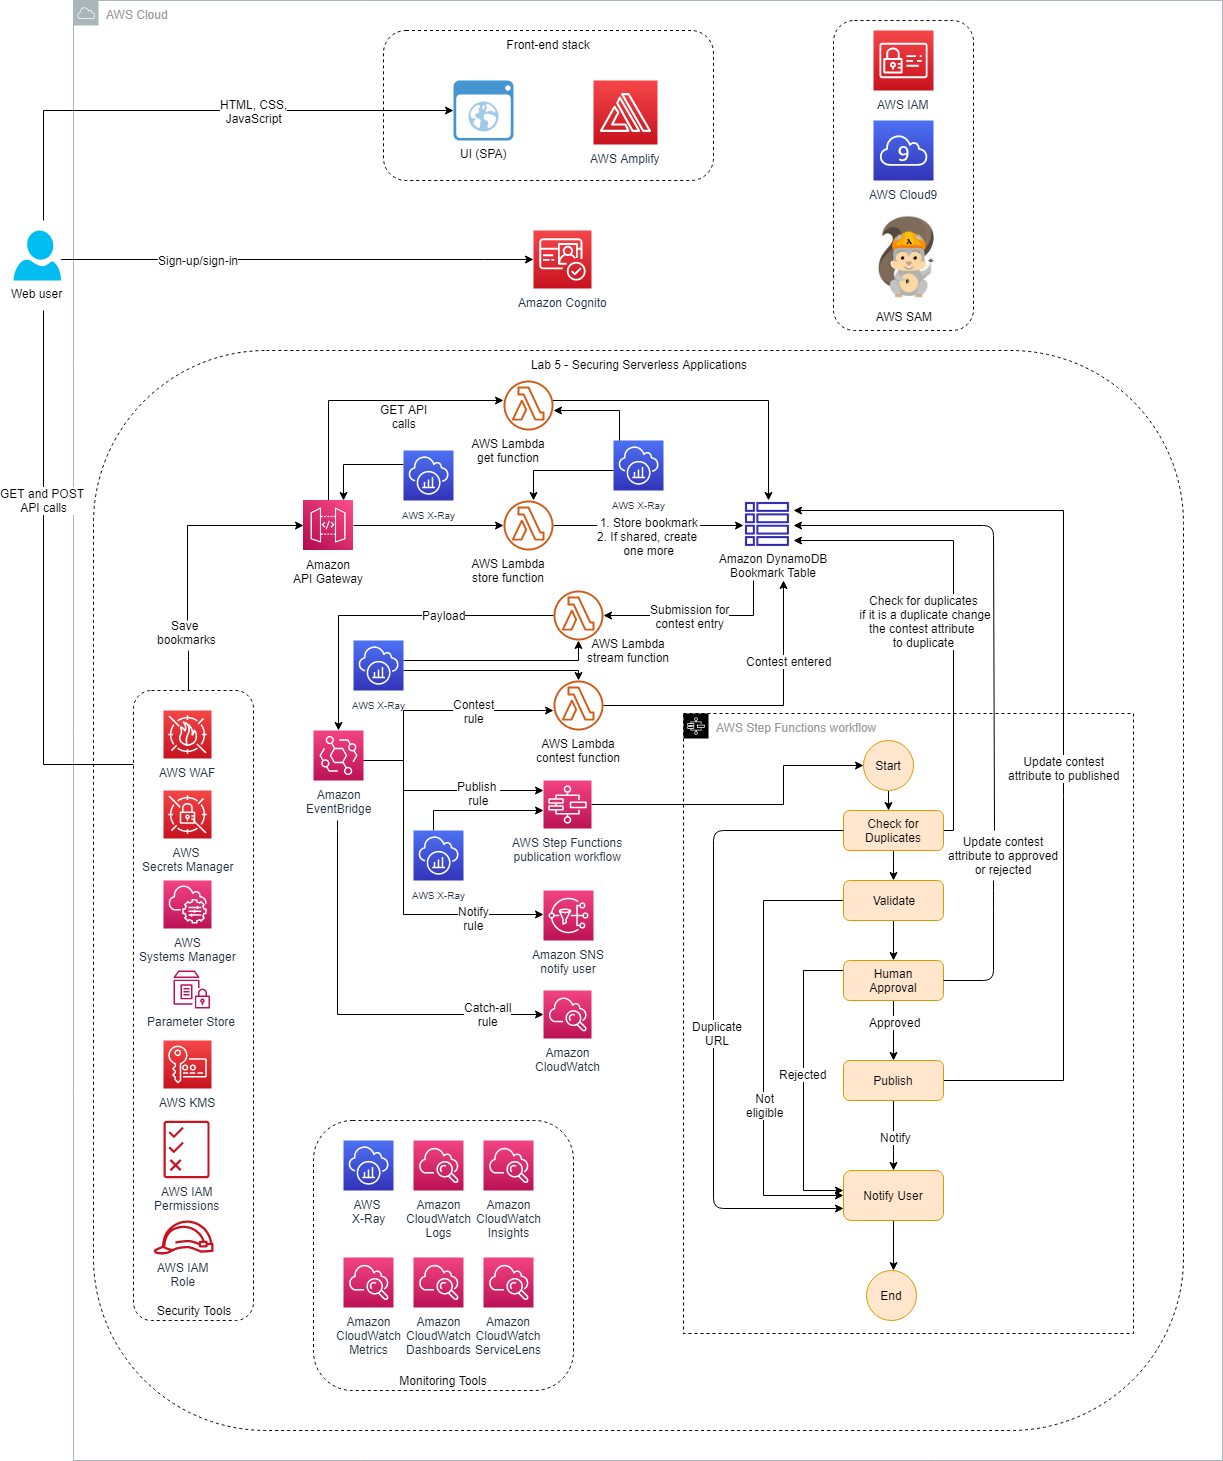 AWS Cloud
Front-end stack
UI (SPA)
AWS Amplify
AWS IAM
9
AWS Cloud9
A
AWS SAM
HTML, CSS,
JavaScript
Web user
Sign-up/sign-in
Amazon Cognito
Lab 5 - Securing Serverless Applications
GET API
calls
AWS Lambda
get function
AWS X-Ray
AWS X-Ray
GET and POST
API calls
Amazon
API Gateway
AWS Lambda
store function
1. Store bookmark
2. If shared, create
one more
Amazon DynamoDB
Bookmark Table
Save
bookmarks
Payload
AWS Lambda
stream function
Submission for
contest entry
Check for duplicates
if it is a duplicate change
the contest attribute
to duplicate
Contest entered
AWS X-Ray
Contest
rule
AWS Lambda
contest function
Amazon
EventBridge
Publish
rule
AWS Step Functions
publication workflow
AWS X-Ray
Notify
rule
Amazon SNS
notify user
Catch-all
rule
Amazon
CloudWatch
AWS Step Functions workflow
Start
Check for
Duplicates
Validate
Human
Approval
Approved
Publish
Notify
Notify User
End
Duplicate
URL
Not
eligible
Rejected
Update contest
attribute to published
Update contest
attribute to approved
or rejected
AWS WAF
AWS
Secrets Manager
AWS
Systems Manager
Parameter Store
AWS KMS
AWS IAM
Permissions
AWS IAM
Role
Security Tools
AWS
X-Ray
Amazon
CloudWatch
Logs
Amazon
CloudWatch
Insights
Amazon
CloudWatch
Metrics
Amazon
CloudWatch
Dashboards
Amazon
CloudWatch
ServiceLens
Monitoring Tools